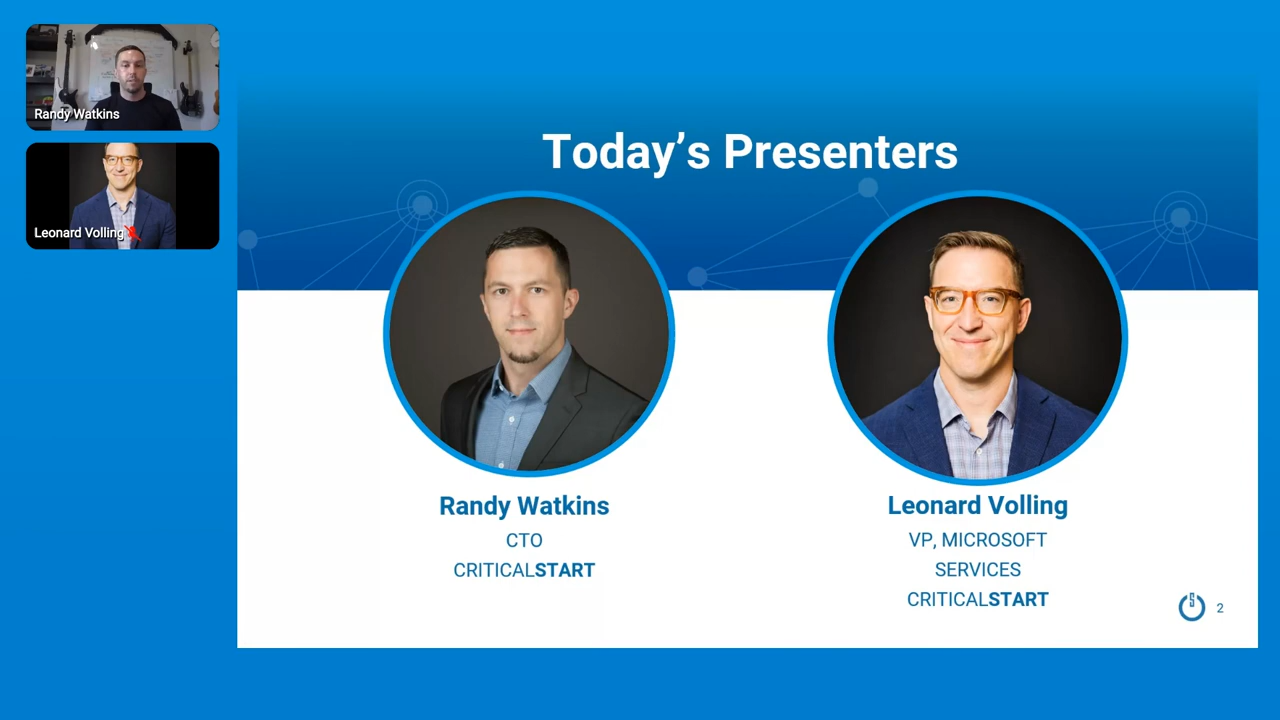 Randy Watkins
Leonard Volling
Today's Presenters
Randy Watkins
CTO
CRITICALSTART
Leonard Volling
VP, MICROSOFT
SERVICES
CRITICALSTART
2